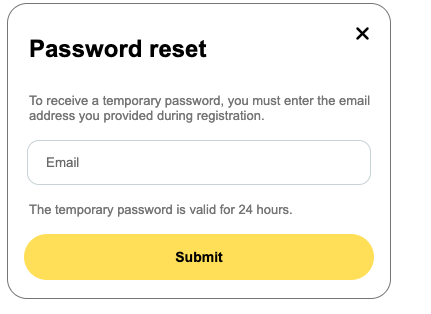 Password reset
To receive a temporary password, you must enter the email
address you provided during registration.
Email
The temporary password is valid for 24 hours.
Submit